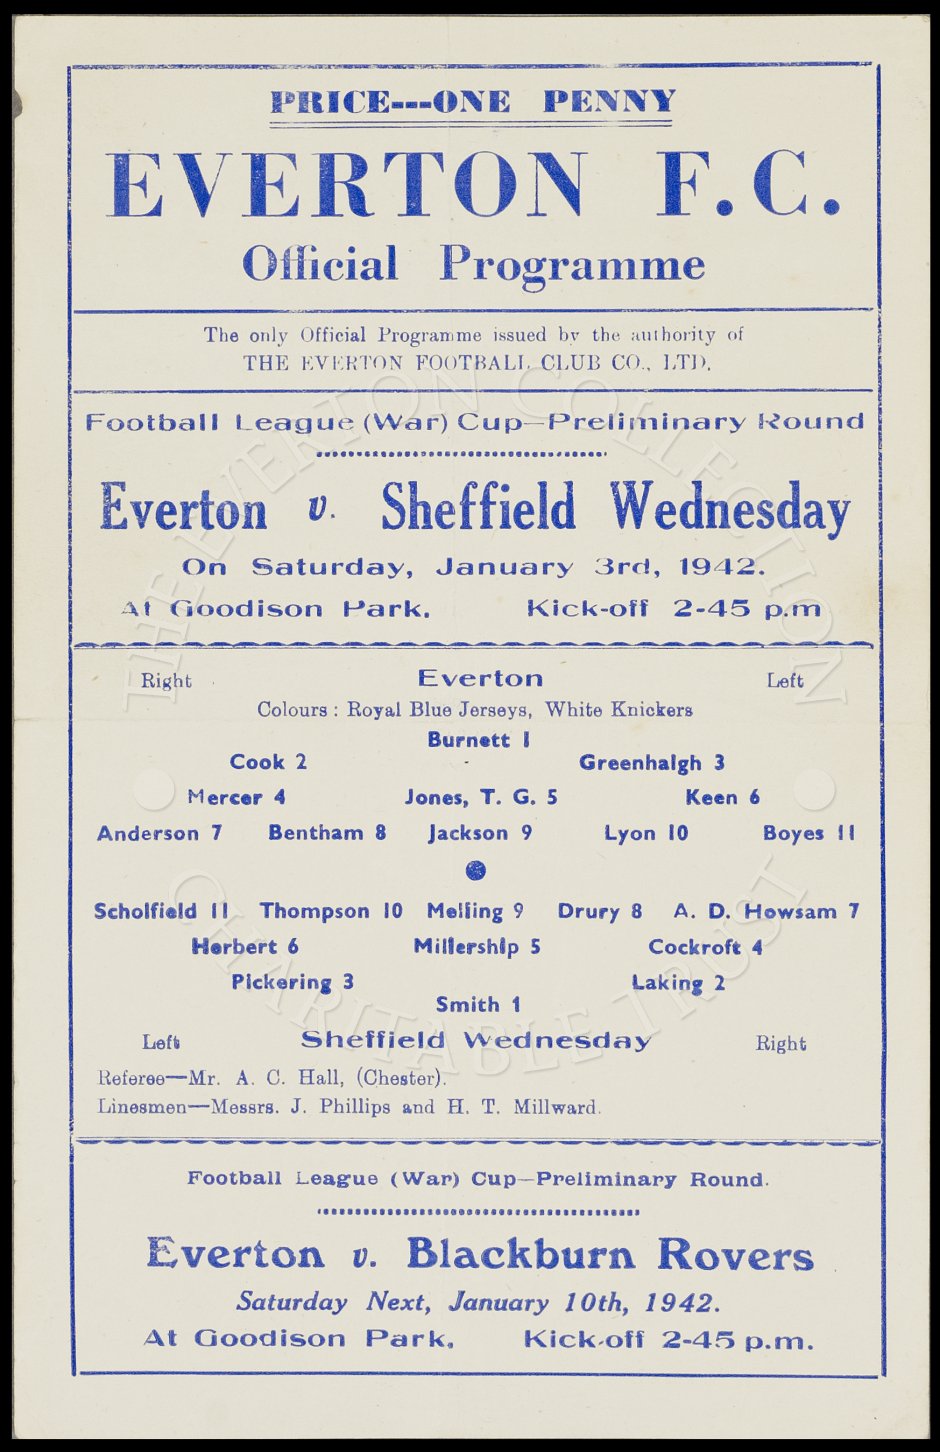 PRICE---ONE PENNY
EVERTON F.C.
Official Programme
The only Official Programme issued by the authority of
THE EVERTON FOOTBALL CLUB CO., LTD.
Football League (War) Cup—Preliminary Round
Everton v. Sheffield Wednesday
On Saturday, January 3rd, 1942.
At Goodison Park. Kick-off 2-45 p.m
Right Everton Left
Colours : Royal Blue Jerseys, White Knickers
Burnett 1
Cook 2 Greenhalgh 3
Mercer 4 Jones, T. G. 5 Keen 6
Anderson 7 Bentham 8 Jackson 9 Lyon 10 Boyes 11
Scholfield 11 Thompson 10 Melling 9 Drury 8 A. D. Howsam 7
Herbert 6 Millership 5 Cockroft 4
Pickering 3 Laking 2
Smith 1
Left Sheffield Wednesday Right
Referee—Mr. A. C. Hall, (Chester).
Linesmen—Messrs. J. Phillips and H. T. Millward.
Football League (War) Cup—Preliminary Round.
Everton v. Blackburn Rovers
Saturday Next, January 10th, 1942.
At Goodison Park. Kick-off 2-45 p.m.
THE EVERTON COLLECTION
CHARITABLE TRUST